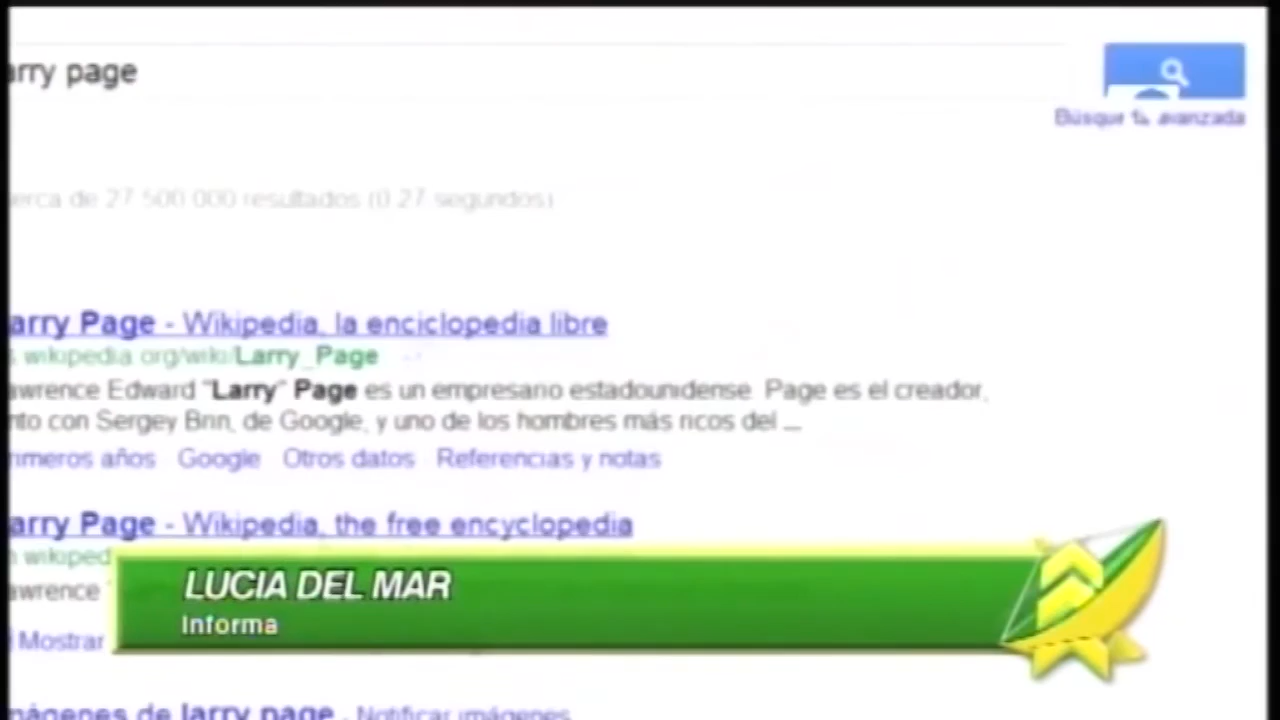 arry page
Búsqueda avanzada
erca de 27.500.000 resultados (0,27 segundos)
arry Page - Wikipedia, la enciclopedia libre
s.wikipedia.org/wiki/Larry_Page
awrence Edward "Larry" Page es un empresario estadounidense. Page es el creador,
nto con Sergey Brin, de Google, y uno de los hombres más ricos del ...
rimeros años Google Otros datos Referencias y notas
arry Page - Wikipedia, the free encyclopedia
n.wikiped
awrence
Mostrar
LUCIA DEL MAR
Informa
mágenes de larry page - Notificar imágenes